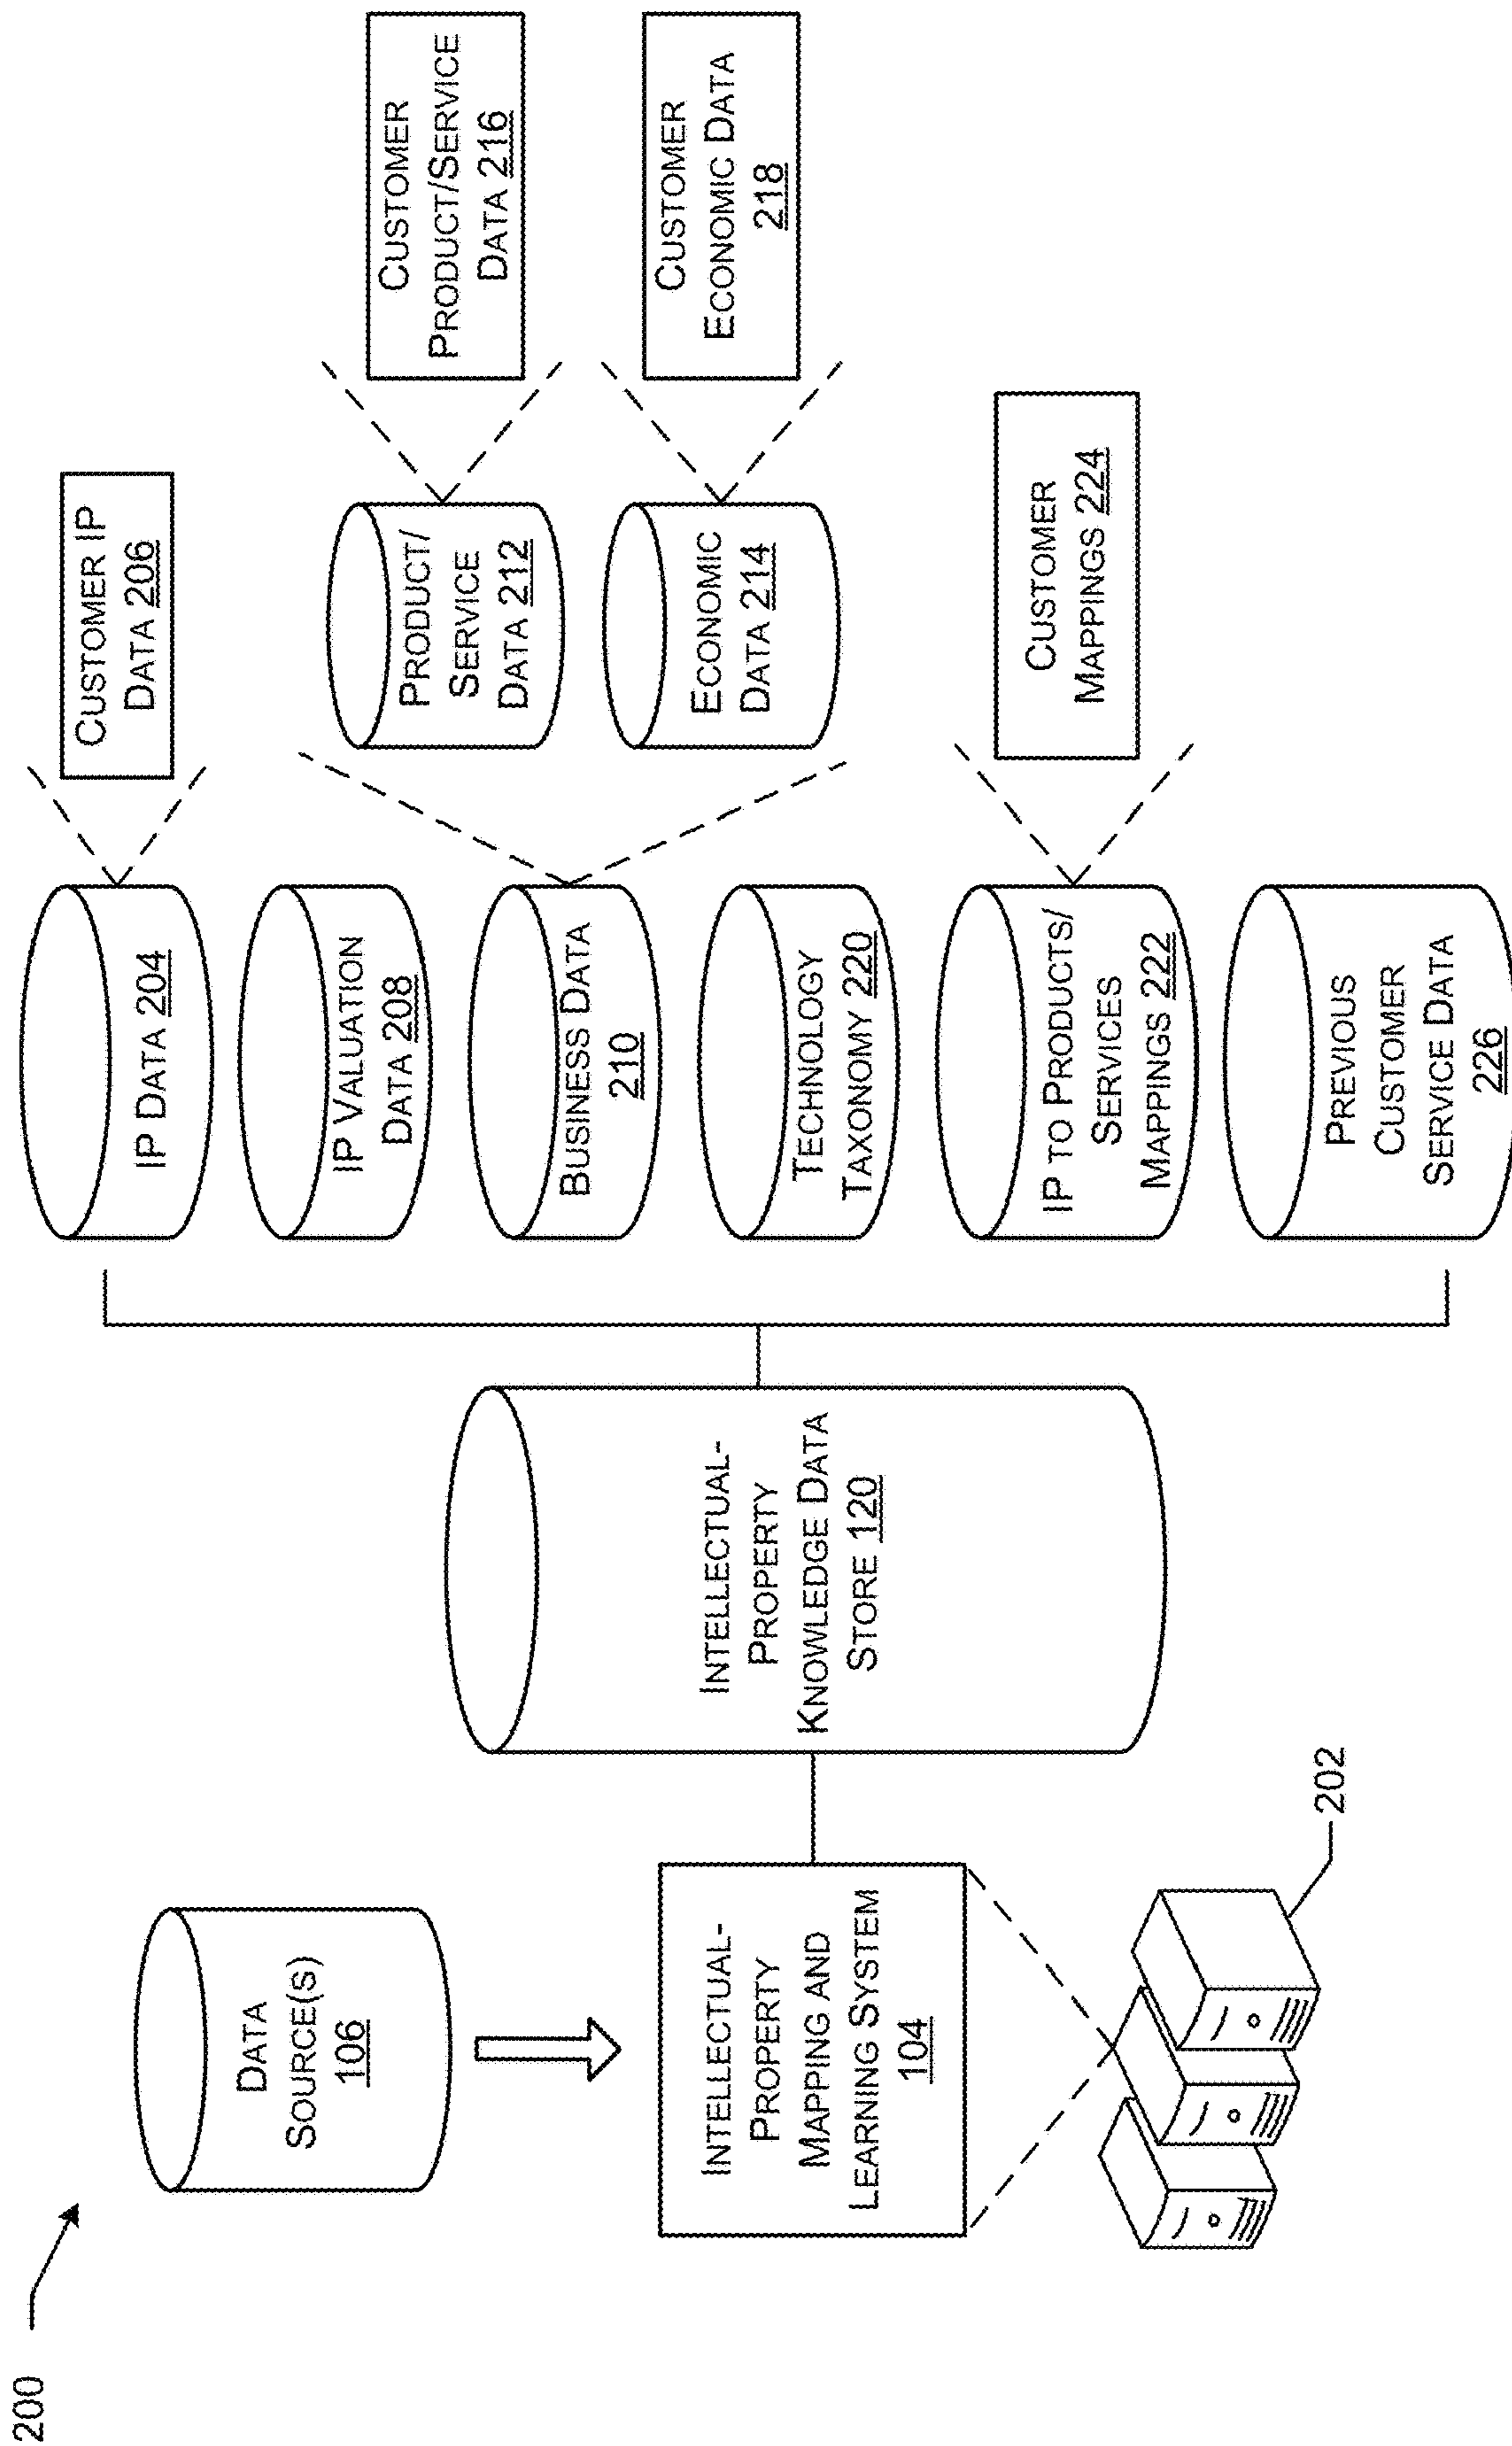 200
DATA
SOURCE(S)
106
INTELLECTUAL-
PROPERTY
MAPPING AND
LEARNING SYSTEM
104
202
INTELLECTUAL-
PROPERTY
KNOWLEDGE DATA
STORE 120
IP DATA 204
CUSTOMER IP
DATA 206
IP VALUATION
DATA 208
BUSINESS DATA
210
PRODUCT/
SERVICE
DATA 212
CUSTOMER
PRODUCT/SERVICE
DATA 216
ECONOMIC
DATA 214
CUSTOMER
ECONOMIC DATA
218
TECHNOLOGY
TAXONOMY 220
IP TO PRODUCTS/
SERVICES
MAPPINGS 222
CUSTOMER
MAPPINGS 224
PREVIOUS
CUSTOMER
SERVICE DATA
226